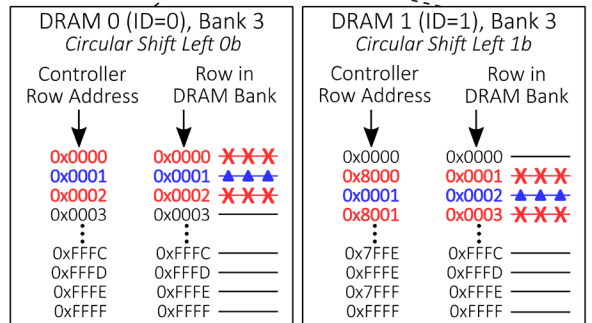 DRAM 0 (ID=0), Bank 3
Circular Shift Left 0b
Controller Row Address
Row in DRAM Bank
0x0000 0x0000
0x0001 0x0001
0x0002 0x0002
0x0003 0x0003
0xFFFC 0xFFFC
0xFFFD 0xFFFD
0xFFFE 0xFFFE
0xFFFF 0xFFFF
DRAM 1 (ID=1), Bank 3
Circular Shift Left 1b
Controller Row Address
Row in DRAM Bank
0x0000 0x0000
0x8000 0x0001
0x0001 0x0002
0x8001 0x0003
0x7FFE 0xFFFC
0xFFFE 0xFFFD
0x7FFF 0xFFFE
0xFFFF 0xFFFF